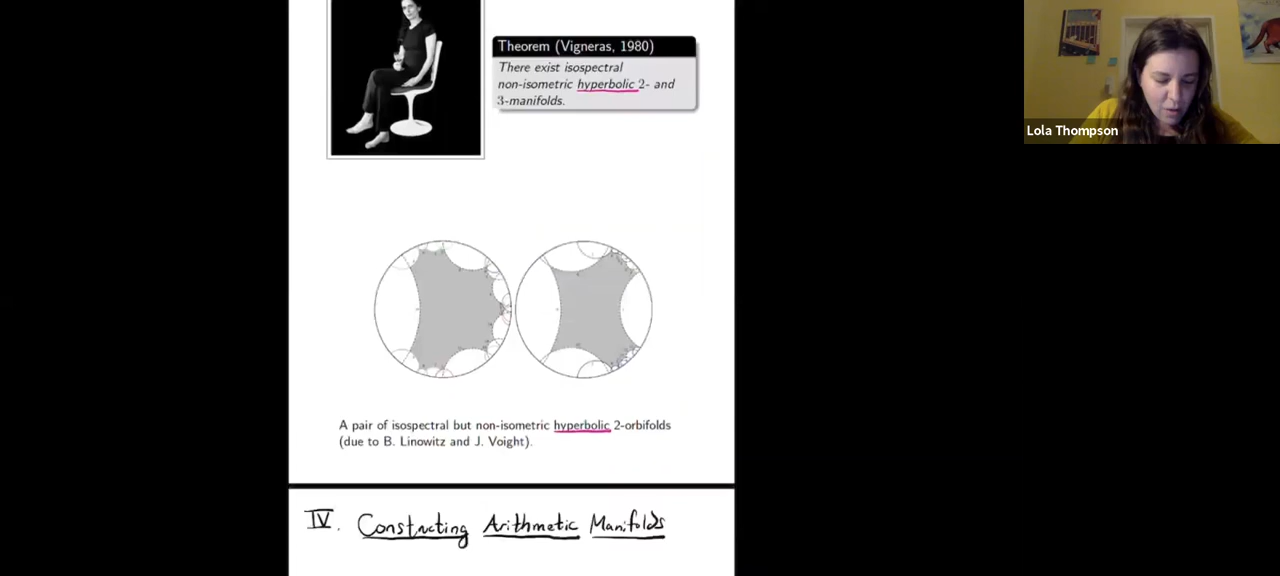 Theorem (Vigneras, 1980)
There exist isospectral
non-isometric hyperbolic 2- and
3-manifolds.
Lola Thompson
A pair of isospectral but non-isometric hyperbolic 2-orbifolds
(due to B. Linowitz and J. Voight).
IV. Constructing Arithmetic Manifolds